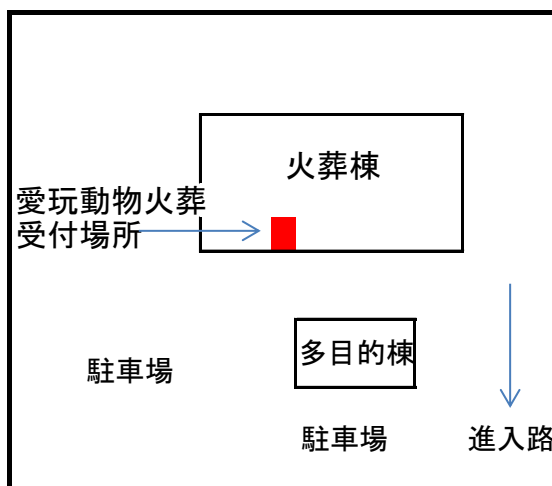 火葬棟
愛玩動物火葬
受付場所
多目的棟
駐車場
駐車場
進入路